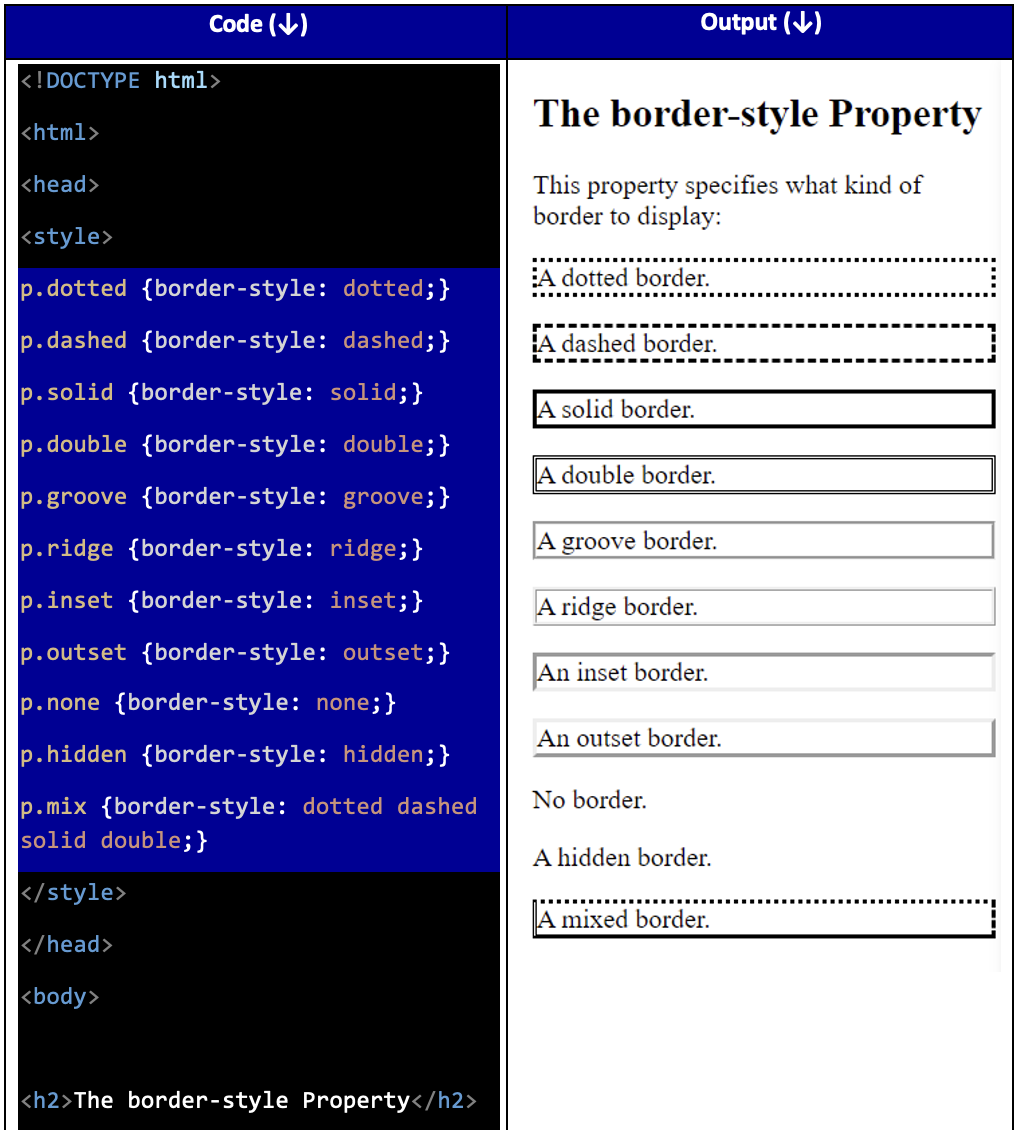 Code (↓)
<!DOCTYPE html>
<html>
<head>
<style>
p.dotted {border-style: dotted;}
p.dashed {border-style: dashed;}
p.solid {border-style: solid;}
p.double {border-style: double;}
p.groove {border-style: groove;}
p.ridge {border-style: ridge;}
p.inset {border-style: inset;}
p.outset {border-style: outset;}
p.none {border-style: none;}
p.hidden {border-style: hidden;}
p.mix {border-style: dotted dashed
solid double;}
</style>
</head>
<body>
<h2>The border-style Property</h2>
Output (↓)
The border-style Property
This property specifies what kind of
border to display:
A dotted border.
A dashed border.
A solid border.
A double border.
A groove border.
A ridge border.
An inset border.
An outset border.
No border.
A hidden border.
A mixed border.